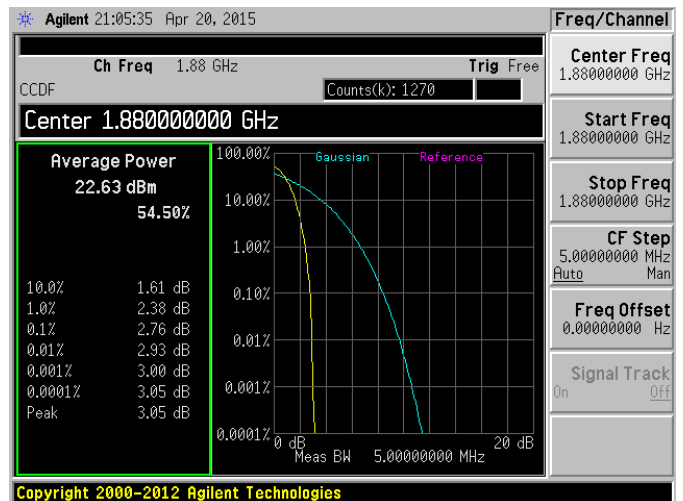 Agilent 21:05:35 Apr 20, 2015
Freq/Channel
Ch Freq 1.88 GHz Trig Free
CCDF Counts(k): 1270
Center 1.880000000 GHz
Average Power
22.63 dBm
54.50%
10.0% 1.61 dB
1.0% 2.38 dB
0.1% 2.76 dB
0.01% 2.93 dB
0.001% 3.00 dB
0.0001% 3.05 dB
Peak 3.05 dB
Gaussian Reference
100.00%
10.00%
1.00%
0.10%
0.01%
0.001%
0.0001%
0 dB 20 dB
Meas BW 5.00000000 MHz
Center Freq
1.88000000 GHz
Start Freq
1.88000000 GHz
Stop Freq
1.88000000 GHz
CF Step
5.00000000 MHz
Auto Man
Freq Offset
0.00000000 Hz
Signal Track
On Off
Copyright 2000-2012 Agilent Technologies